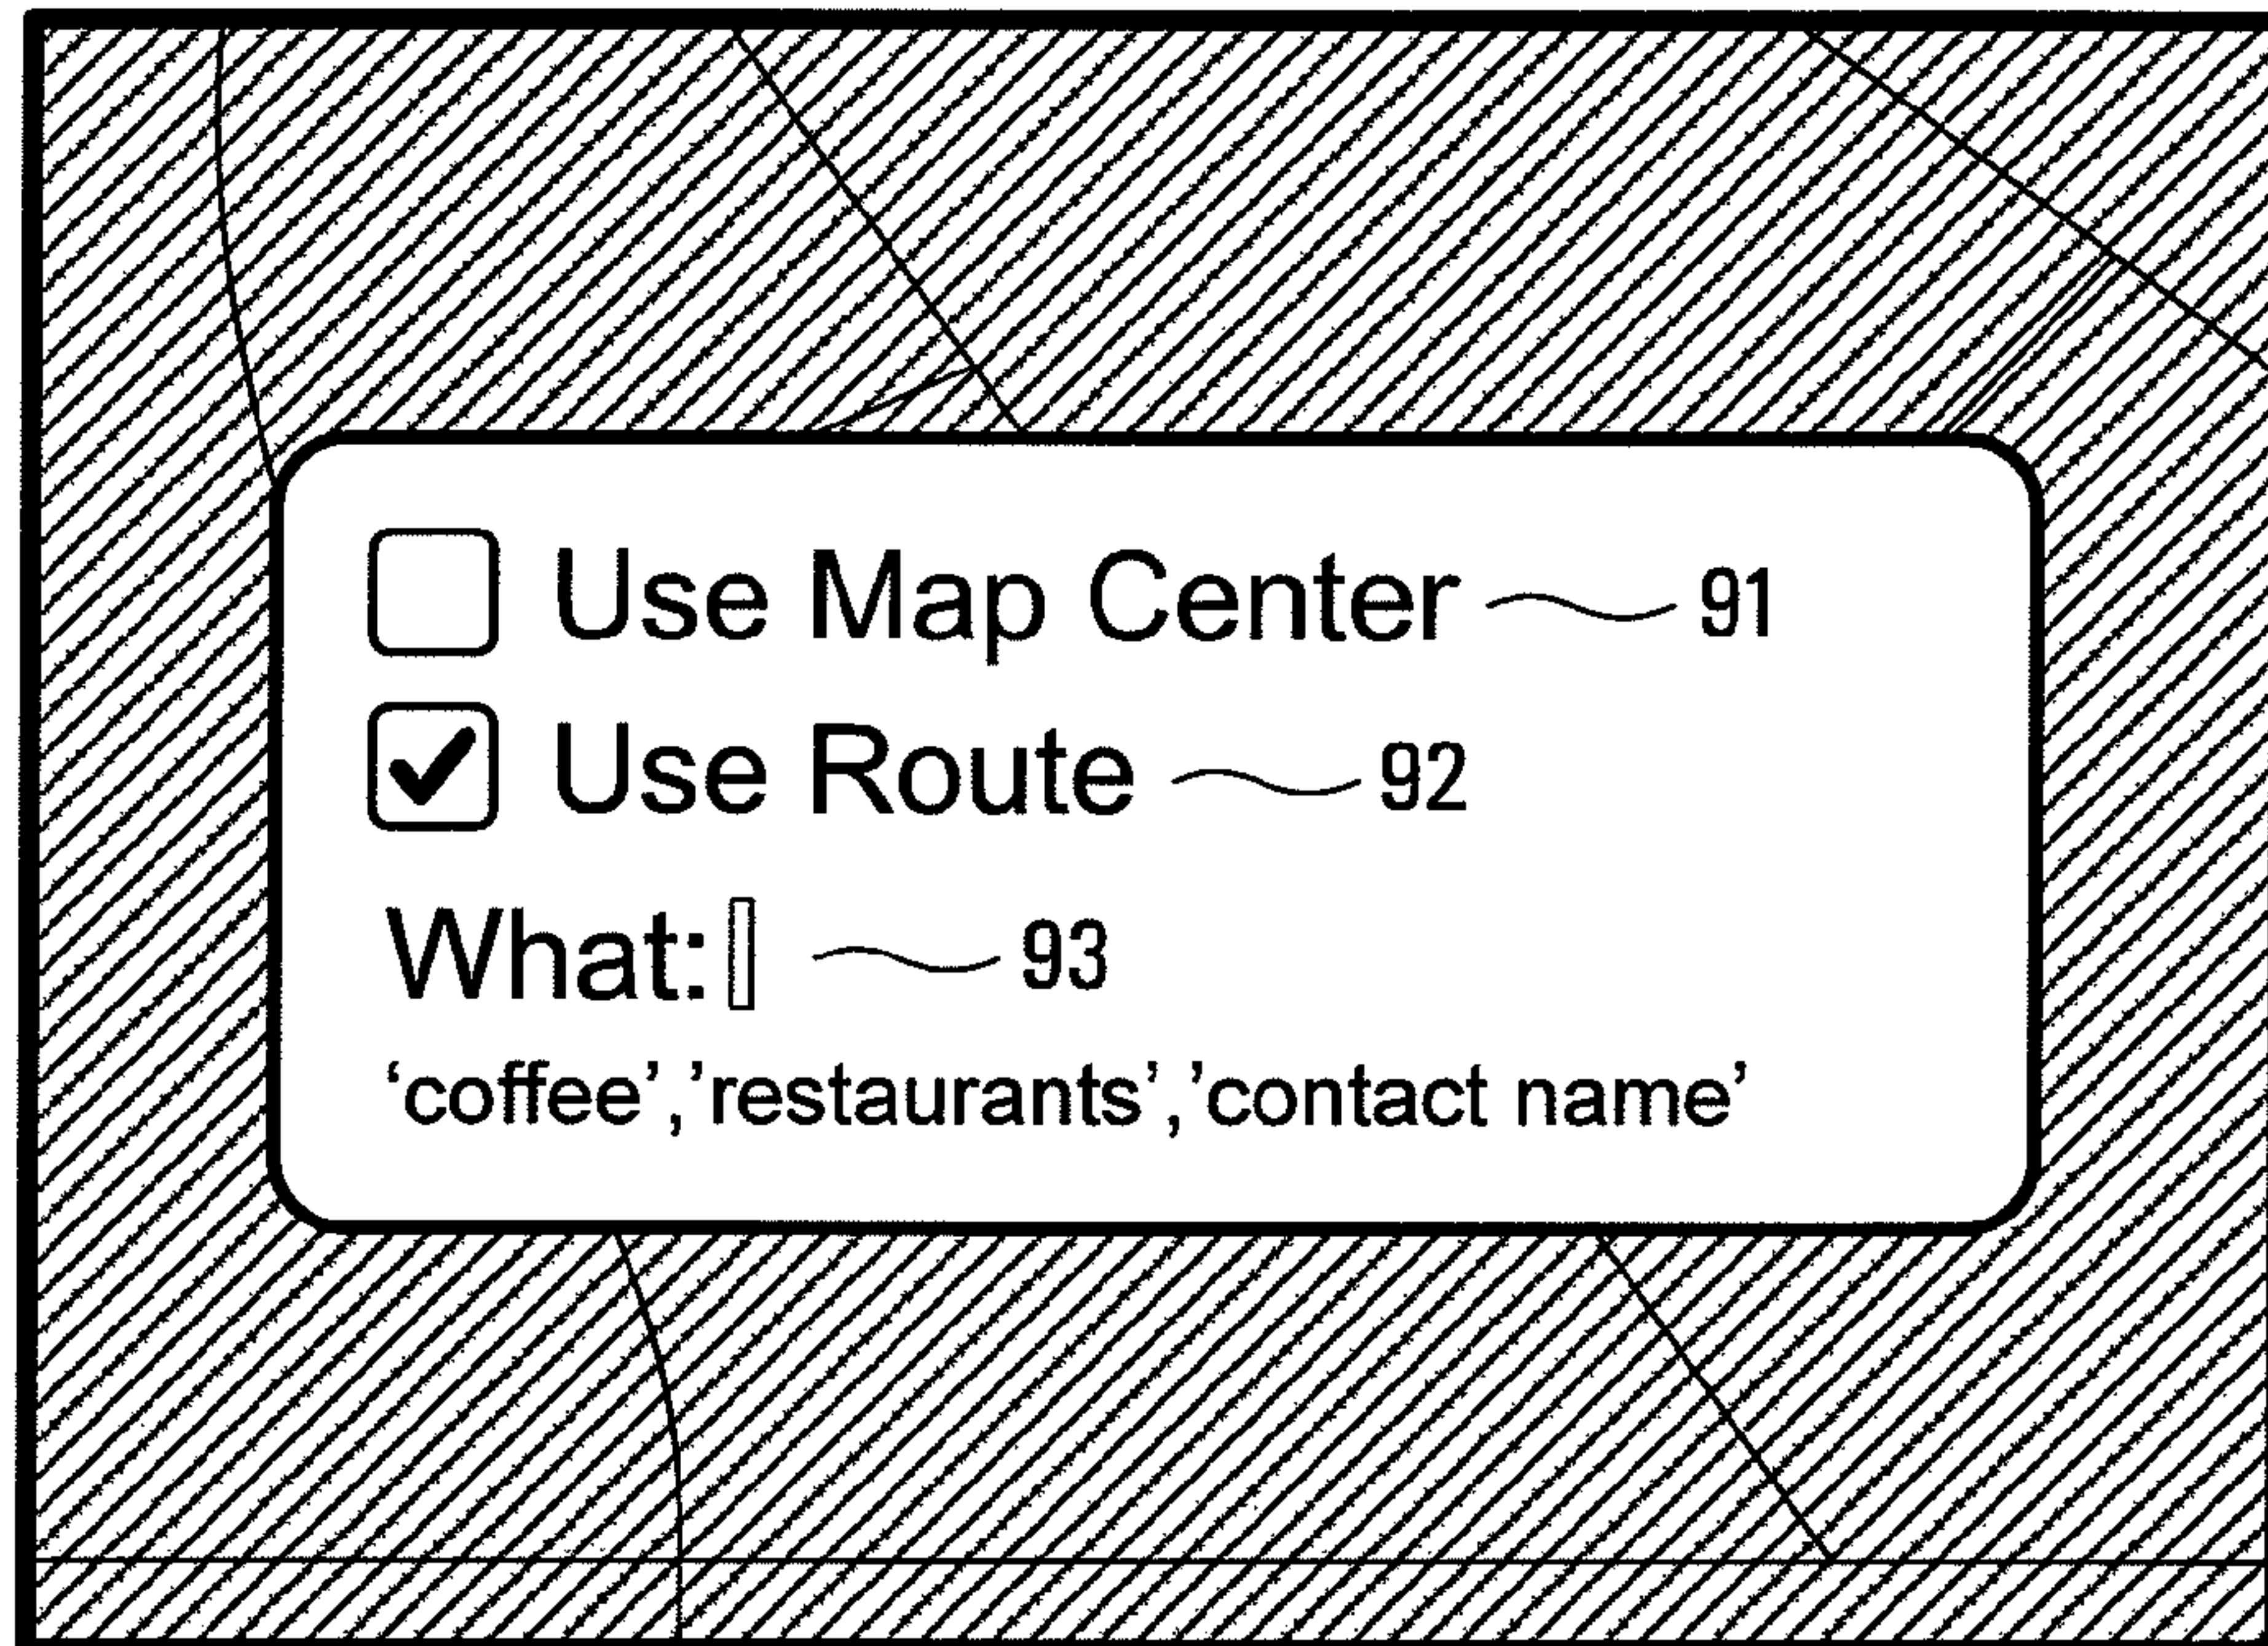 Use Map Center 91
Use Route 92
What: 93
‘coffee’,’restaurants’,’contact name’